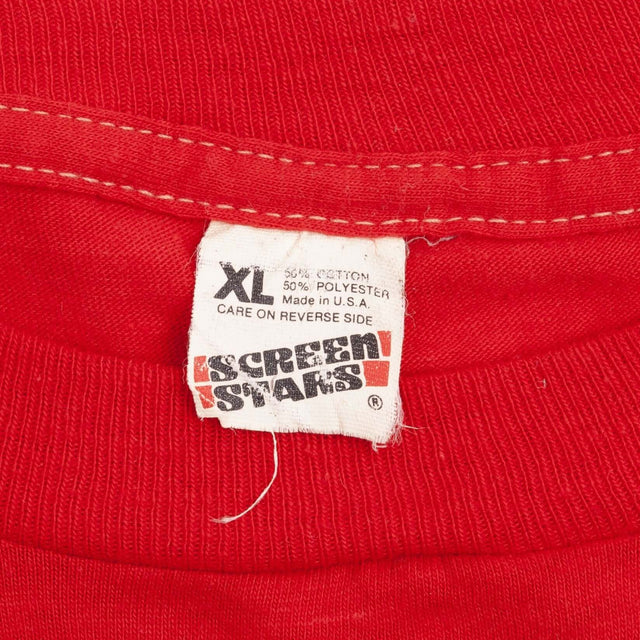 XL 50% COTTON
50% POLYESTER
Made in U.S.A.
CARE ON REVERSE SIDE
SCREEN
STARS
®